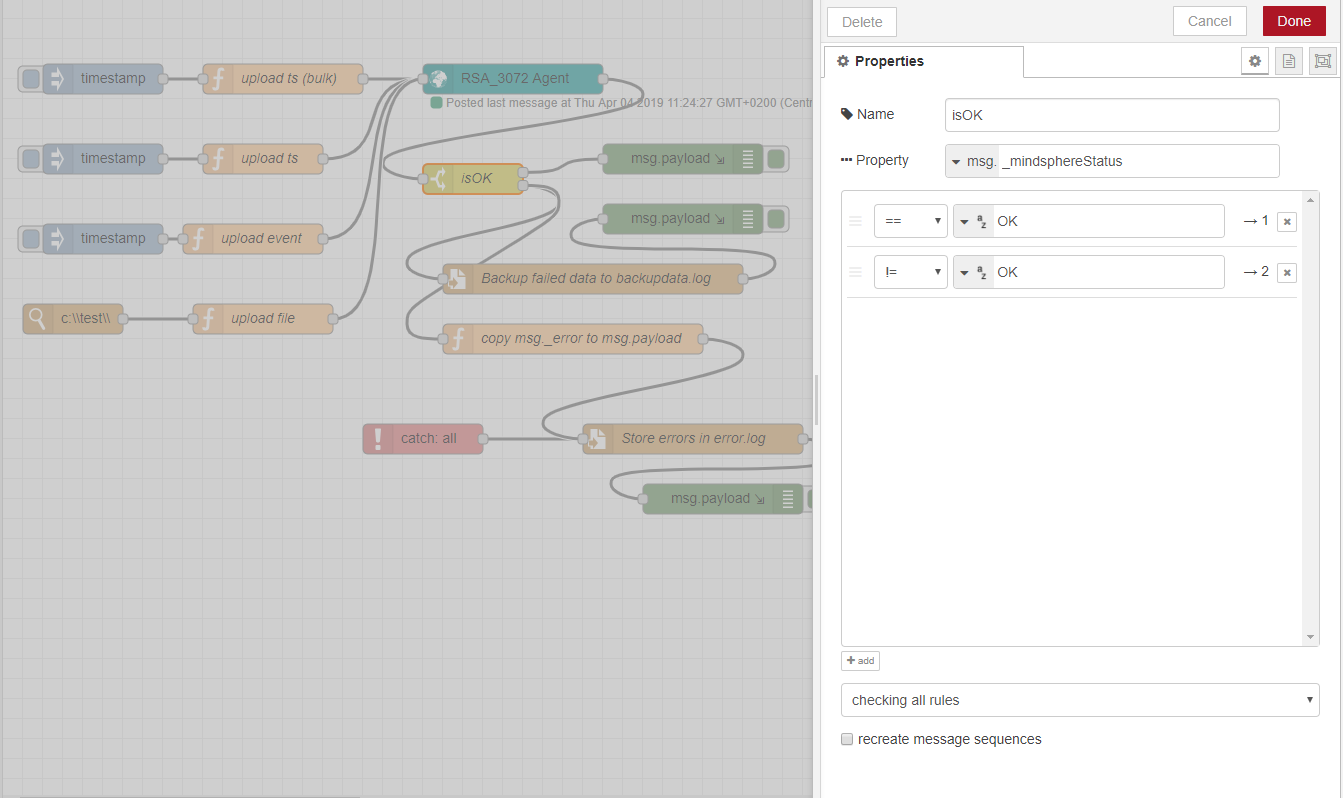 timestamp
upload ts (bulk)
RSA_3072 Agent
Posted last message at Thu Apr 04 2019 11:24:27 GMT+0200 (Centr
timestamp
upload ts
isOK
msg.payload
msg.payload
timestamp
upload event
Backup failed data to backupdata.log
c:\\test\\
upload file
copy msg._error to msg.payload
catch: all
Store errors in error.log
msg.payload
Delete
Cancel
Done
Properties
Name
isOK
Property
msg. _mindsphereStatus
== OK → 1
!= OK → 2
add
checking all rules
recreate message sequences